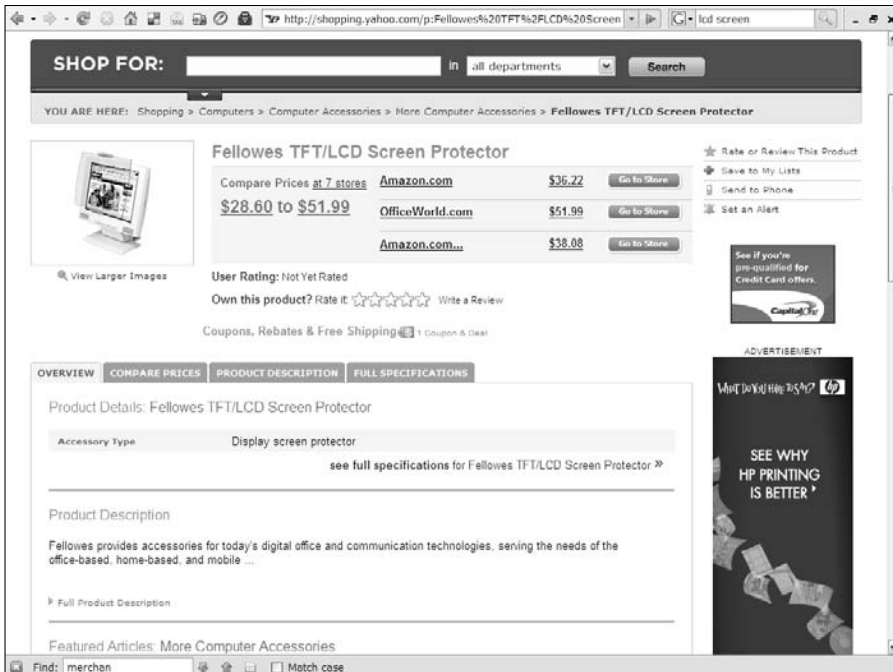 http://shopping.yahoo.com/p:Fellowes%20TFT%2FLCD%20Screen
lcd screen
SHOP FOR:
in all departments Search
YOU ARE HERE: Shopping > Computers > Computer Accessories > More Computer Accessories > Fellowes TFT/LCD Screen Protector
Fellowes TFT/LCD Screen Protector
Compare Prices at 7 stores
$28.60 to $51.99
Amazon.com $36.22 Go to Store
OfficeWorld.com $51.99 Go to Store
Amazon.com... $38.08 Go to Store
View Larger Images
User Rating: Not Yet Rated
Own this product? Rate it: Write a Review
Coupons, Rebates & Free Shipping 1 Coupon & Deal
Rate or Review This Product
Save to My Lists
Send to Phone
Set an Alert
See if you're
pre-qualified for
Credit Card offers.
Capital One
ADVERTISEMENT
WHAT DO YOU HAVE TO SAY? hp
SEE WHY
HP PRINTING
IS BETTER
OVERVIEW COMPARE PRICES PRODUCT DESCRIPTION FULL SPECIFICATIONS
Product Details: Fellowes TFT/LCD Screen Protector
Accessory Type Display screen protector
see full specifications for Fellowes TFT/LCD Screen Protector »
Product Description
Fellowes provides accessories for today's digital office and communication technologies, serving the needs of the
office-based, home-based, and mobile ...
Full Product Description
Featured Articles: More Computer Accessories
Find: merchan Match case